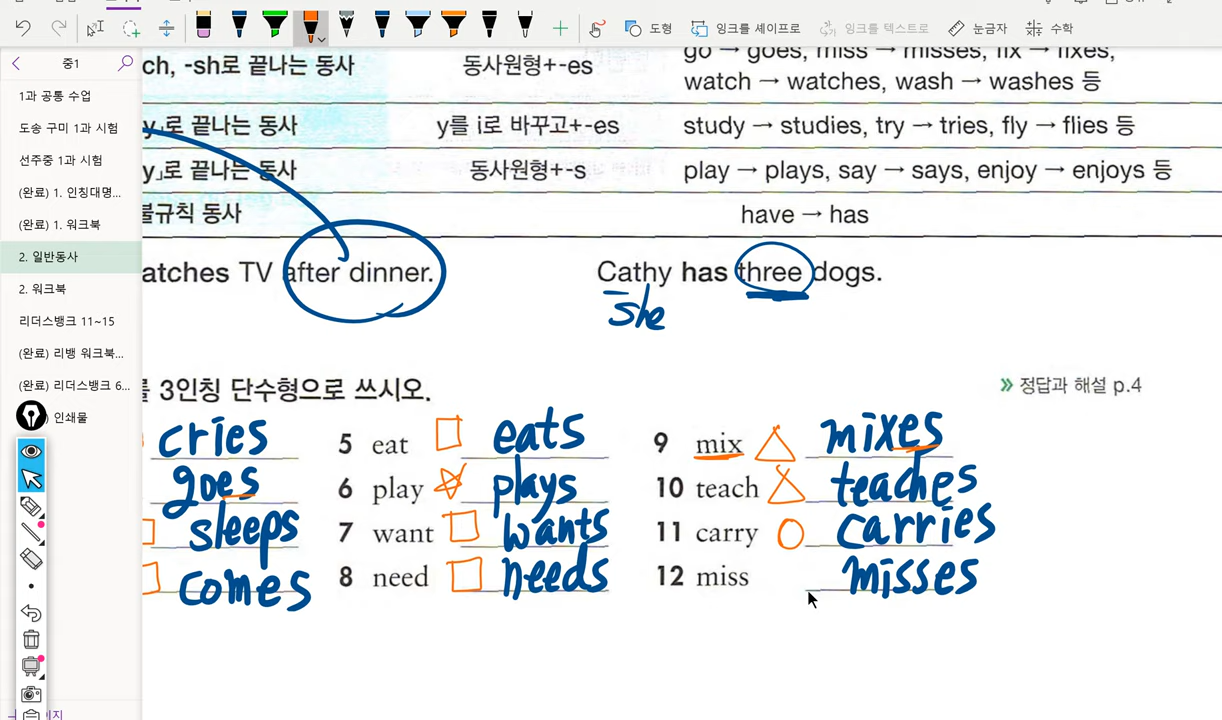 도형
잉크를 셰이프로
잉크를 텍스트로
눈금자
수학
중1
1과 공통 수업
도송 구미 1과 시험
선주중 1과 시험
(완료) 1. 인칭대명...
(완료) 1. 워크북
2. 일반동사
2. 워크북
리더스뱅크 11~15
(완료) 리뱅 워크북...
(완료) 리더스뱅크 6...
인쇄물
go → goes, miss → misses, fix → fixes,
ch, -sh로 끝나는 동사 동사원형+-es watch → watches, wash → washes 등
y」로 끝나는 동사 y를 i로 바꾸고+-es study → studies, try → tries, fly → flies 등
y」로 끝나는 동사 동사원형+-s play → plays, say → says, enjoy → enjoys 등
불규칙 동사 have → has
atches TV after dinner. Cathy has three dogs.
she
를 3인칭 단수형으로 쓰시오. » 정답과 해설 p.4
cries 5 eat eats 9 mix mixes
goes 6 play plays 10 teach teaches
sleeps 7 want wants 11 carry carries
comes 8 need needs 12 miss misses